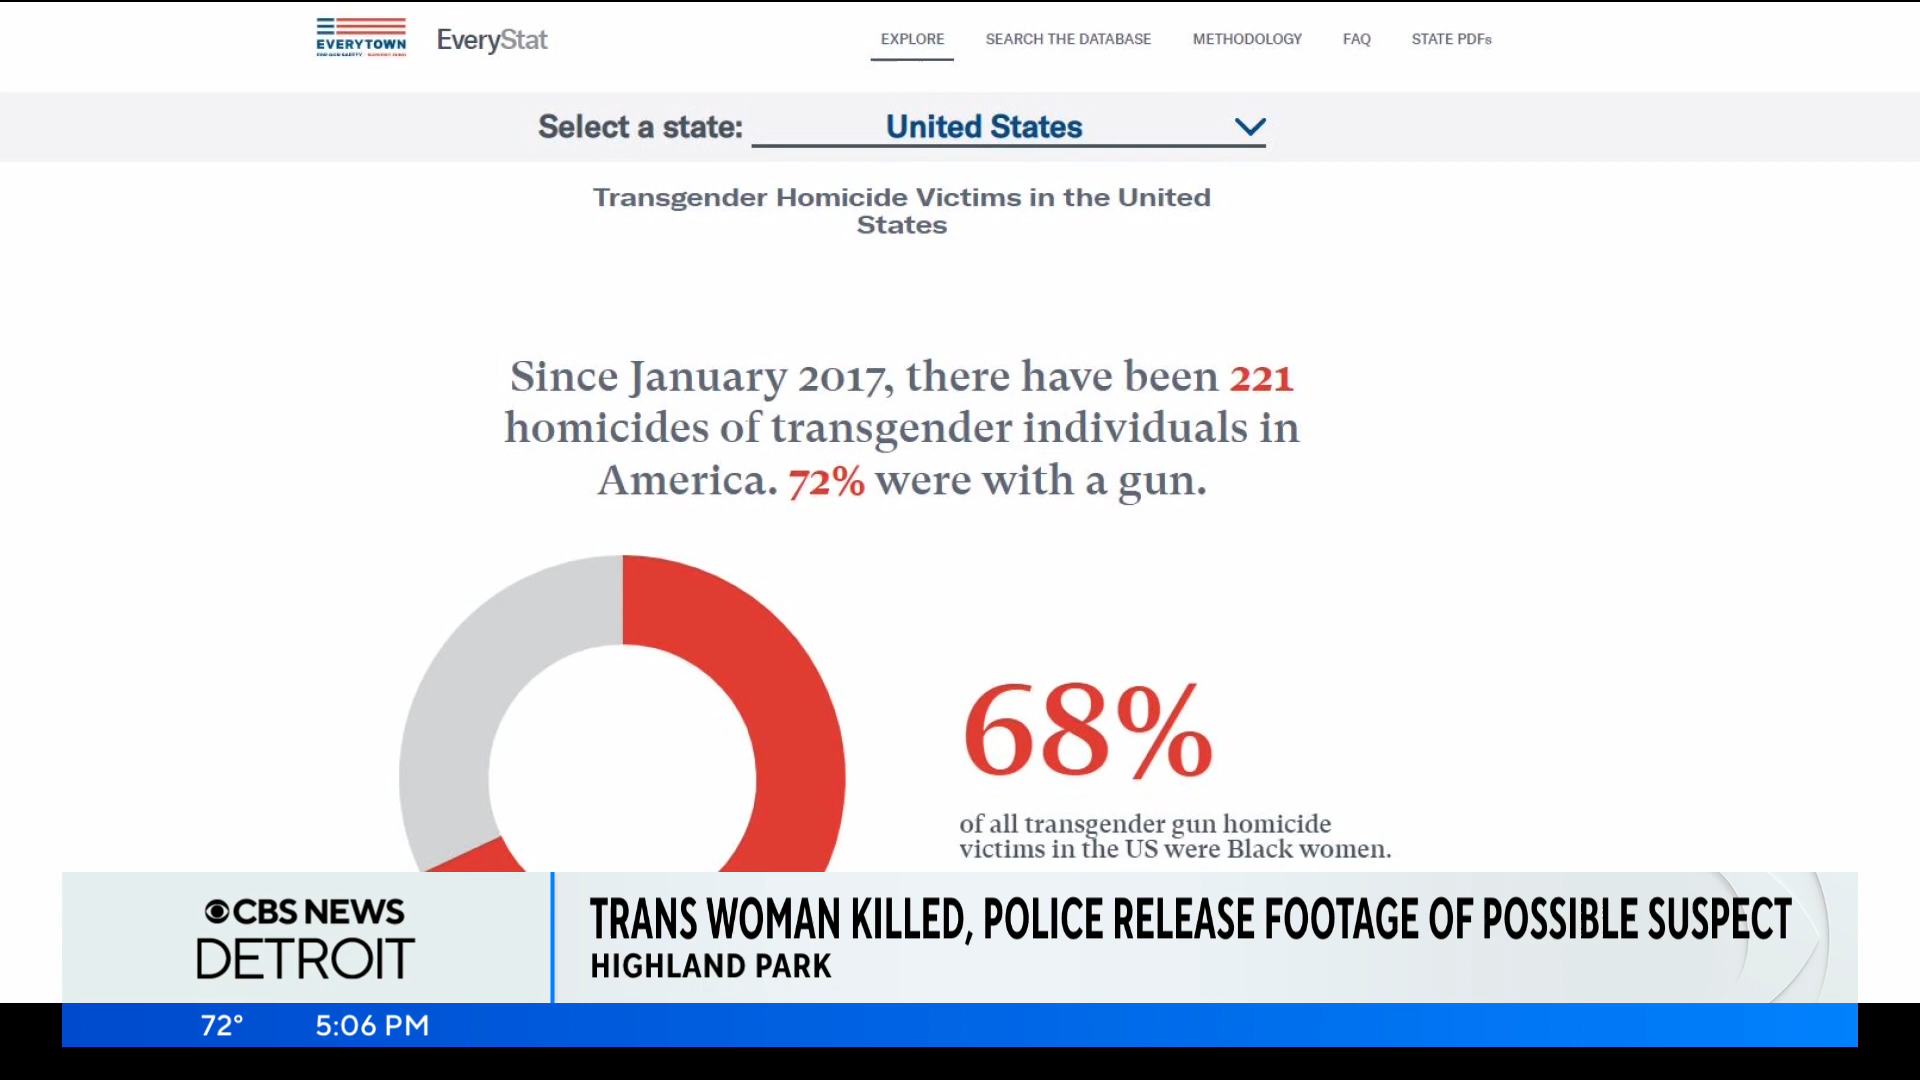 EVERYTOWN
EveryStat
EXPLORE
SEARCH THE DATABASE
METHODOLOGY
FAQ
STATE PDFs
Select a state:
United States
Transgender Homicide Victims in the United
States
Since January 2017, there have been 221
homicides of transgender individuals in
America. 72% were with a gun.
68%
of all transgender gun homicide
victims in the US were Black women.
CBS NEWS
DETROIT
TRANS WOMAN KILLED, POLICE RELEASE FOOTAGE OF POSSIBLE SUSPECT
HIGHLAND PARK
72°
5:06 PM